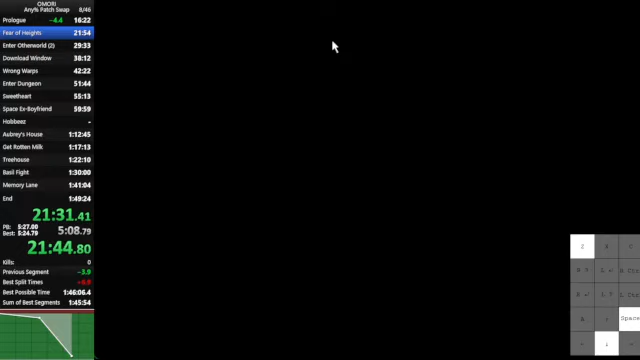 OMORI
Any% Patch Swap 8/46
Prologue -4.4 16:22
Fear of Heights 21:54
Enter Otherworld (2) 29:33
Download Window 38:12
Wrong Warps 42:22
Enter Dungeon 51:44
Sweetheart 55:13
Space Ex-Boyfriend 59:59
Hobbeez -
Aubrey's House 1:12:45
Get Rotten Milk 1:17:13
Treehouse 1:22:10
Basil Fight 1:30:00
Memory Lane 1:41:04
End 1:49:24
21:31.41
PB: 5:27.00
Best: 5:24.79 5:08.79
21:44.80
Kills: 0
Previous Segment -3.9
Best Split Times
Best Possible Time 1:46:06.4
Sum of Best Segments 1:45:54
Z
Space